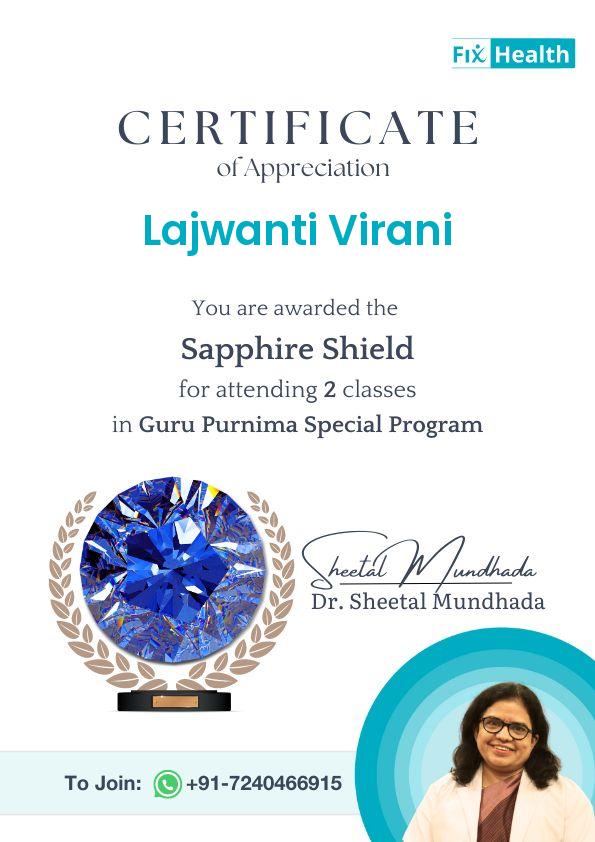 Fix Health
CERTIFICATE
of Appreciation
Lajwanti Virani
You are awarded the
Sapphire Shield
for attending 2 classes
in Guru Purnima Special Program
Sheetal Mundhada
Dr. Sheetal Mundhada
To Join: +91-7240466915